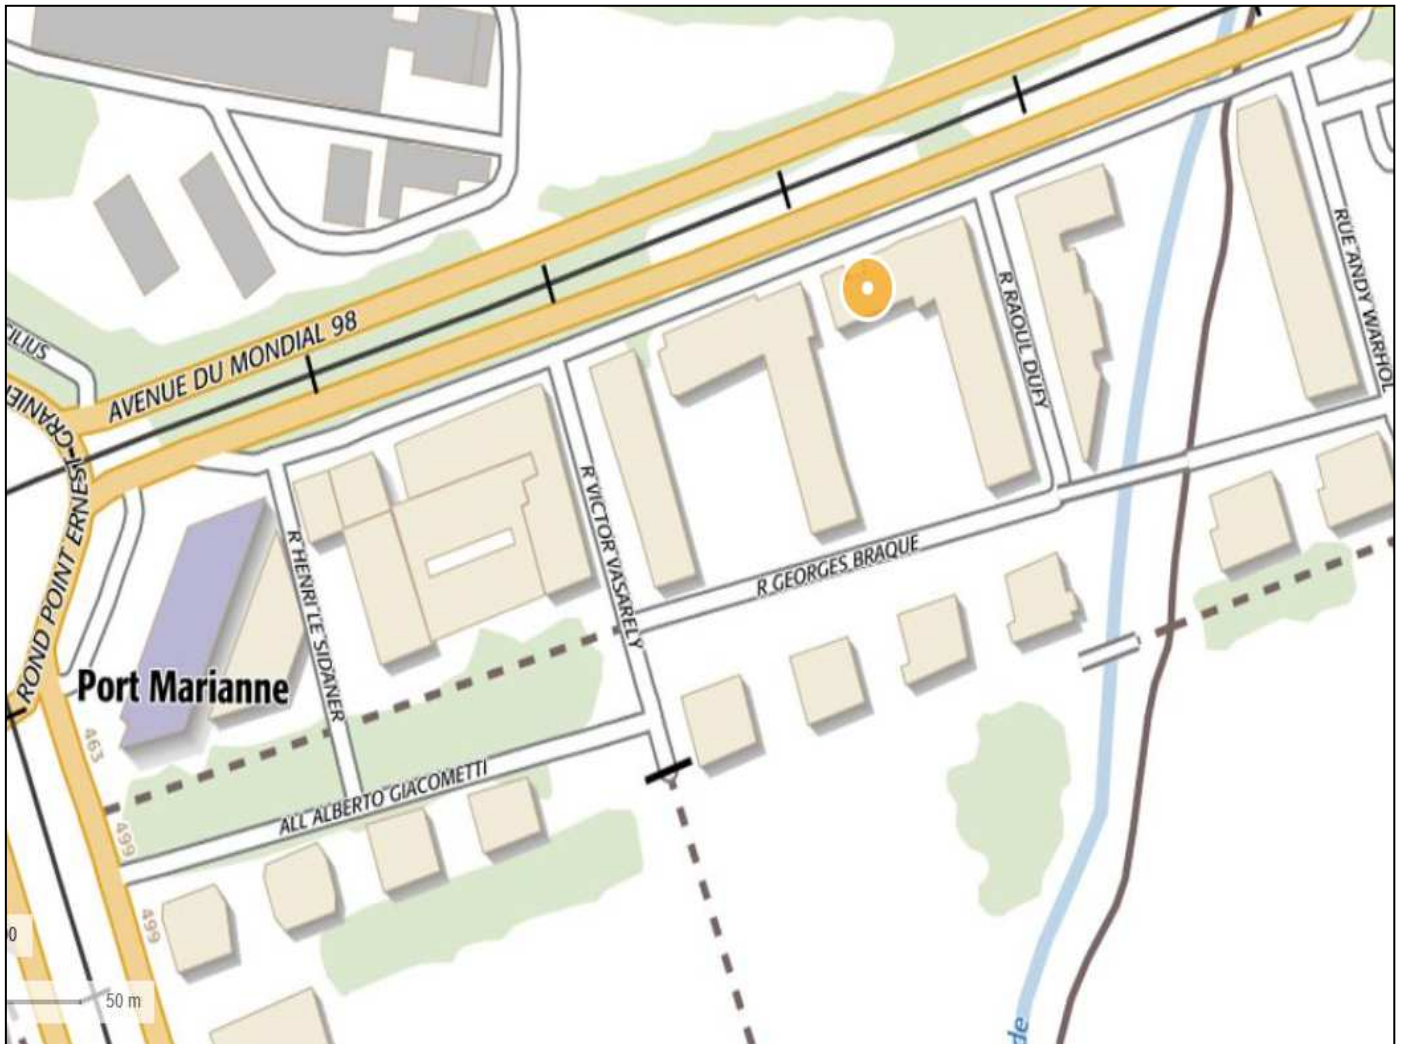 AVENUE DU MONDIAL 98
RUE ANDY WARHOL
R RAOUL DUFY
ROND POINT ERNEST-GRANIER
R VICTOR VASARELY
R HENRI LE SIDANER
R GEORGES BRAQUE
Port Marianne
463
ALL ALBERTO GIACOMETTI
499
499
50 m
de